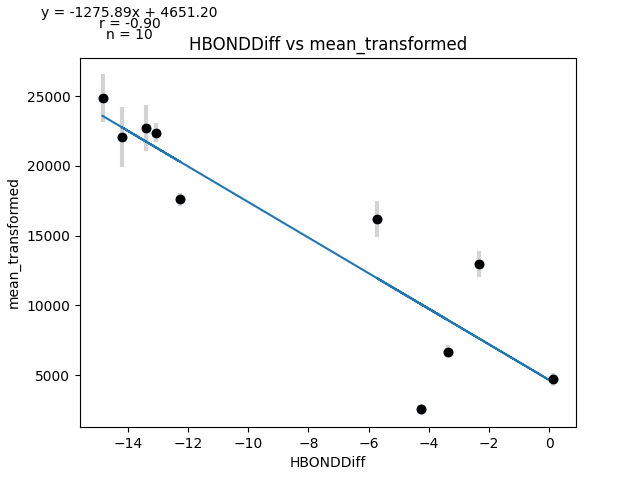 y = -1275.89x + 4651.20
r = -0.90
n = 10
HBONDDiff vs mean_transformed
mean_transformed
25000
20000
15000
10000
5000
−14 −12 −10 −8 −6 −4 −2 0
HBONDDiff